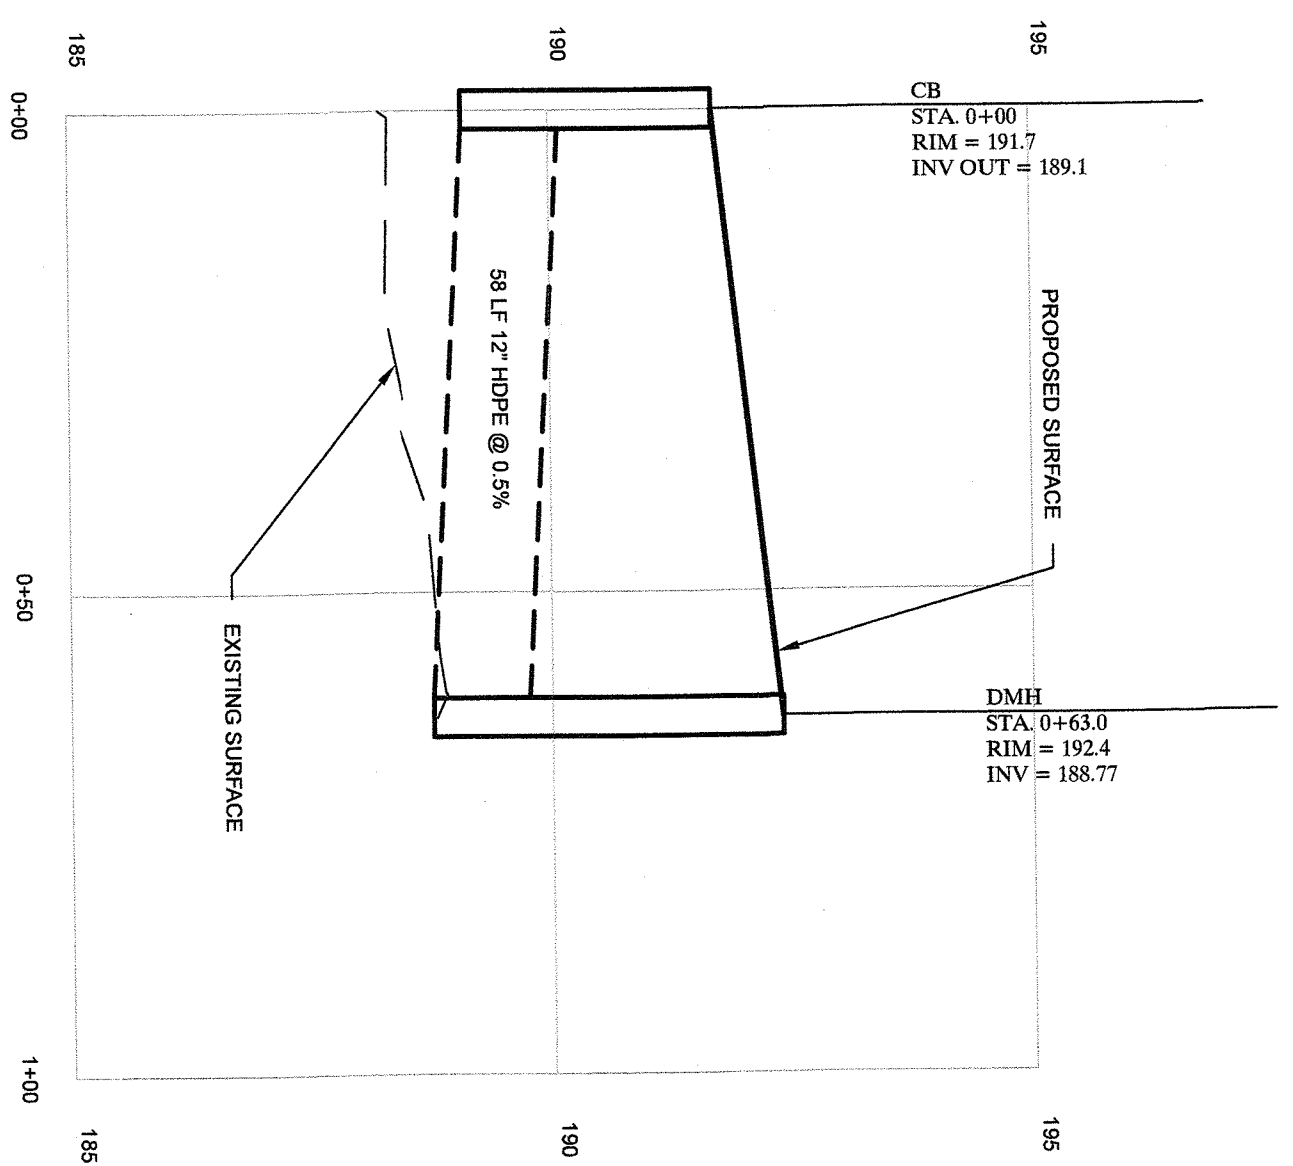 185
190
195
0+00
CB
STA. 0+00
RIM = 191.7
INV OUT = 189.1
PROPOSED SURFACE
58 LF 12" HDPE @ 0.5%
0+50
EXISTING SURFACE
DMH
STA. 0+63.0
RIM = 192.4
INV = 188.77
1+00
185
190
195